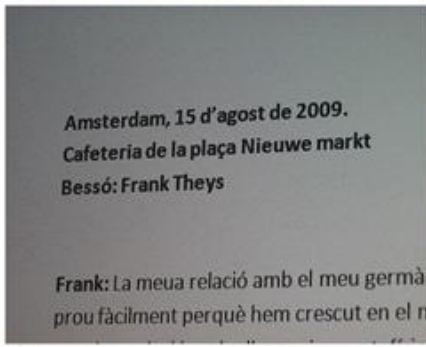 Amsterdam, 15 d'agost de 2009.
Cafeteria de la plaça Nieuwe markt
Bessó: Frank Theys
Frank: La meua relació amb el meu germà
prou fàcilment perquè hem crescut en el